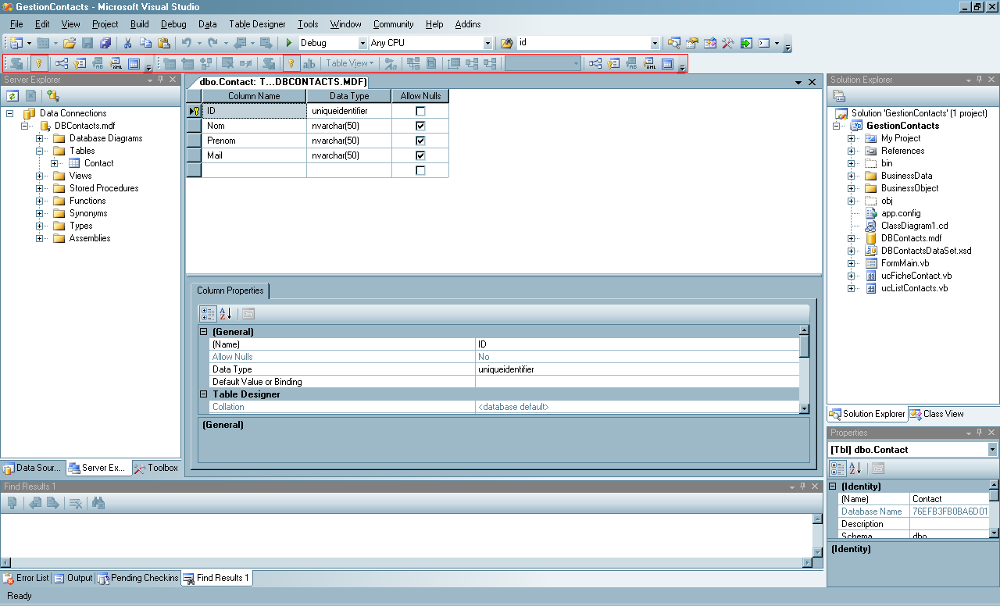 GestionContacts - Microsoft Visual Studio
File Edit View Project Build Debug Data Table Designer Tools Window Community Help Addins
Debug Any CPU id
Table View
Server Explorer
Data Connections
DBContacts.mdf
Database Diagrams
Tables
Contact
Views
Stored Procedures
Functions
Synonyms
Types
Assemblies
Data Sour... Server Ex... Toolbox
dbo.Contact: T...DBCONTACTS.MDF)
Column Name Data Type Allow Nulls
ID uniqueidentifier
Nom nvarchar(50)
Prenom nvarchar(50)
Mail nvarchar(50)
Column Properties
(General)
(Name) ID
Allow Nulls No
Data Type uniqueidentifier
Default Value or Binding
Table Designer
Collation <database default>
(General)
Solution Explorer
Solution 'GestionContacts' (1 project)
GestionContacts
My Project
References
bin
BusinessData
BusinessObject
obj
app.config
ClassDiagram1.cd
DBContacts.mdf
DBContactsDataSet.xsd
FormMain.vb
ucFicheContact.vb
ucListContacts.vb
Solution Explorer Class View
Properties
[Tbl] dbo.Contact
(Identity)
(Name) Contact
Database Name 76EFB3FB0BA6D01
Description
Schema dbo
(Identity)
Find Results 1
Error List Output Pending Checkins Find Results 1
Ready